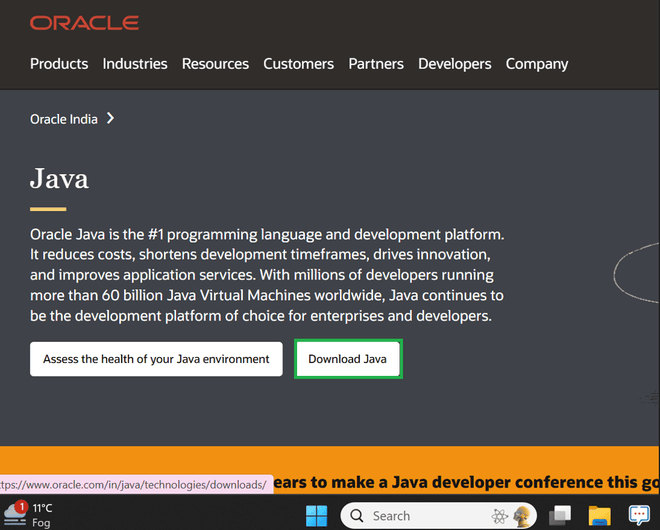 ORACLE
Products Industries Resources Customers Partners Developers Company
Oracle India
Java
Oracle Java is the #1 programming language and development platform.
It reduces costs, shortens development timeframes, drives innovation,
and improves application services. With millions of developers running
more than 60 billion Java Virtual Machines worldwide, Java continues to
be the development platform of choice for enterprises and developers.
Assess the health of your Java environment Download Java
ears to make a Java developer conference this go
ttps://www.oracle.com/in/java/technologies/downloads/
1
11°C
Fog
Search